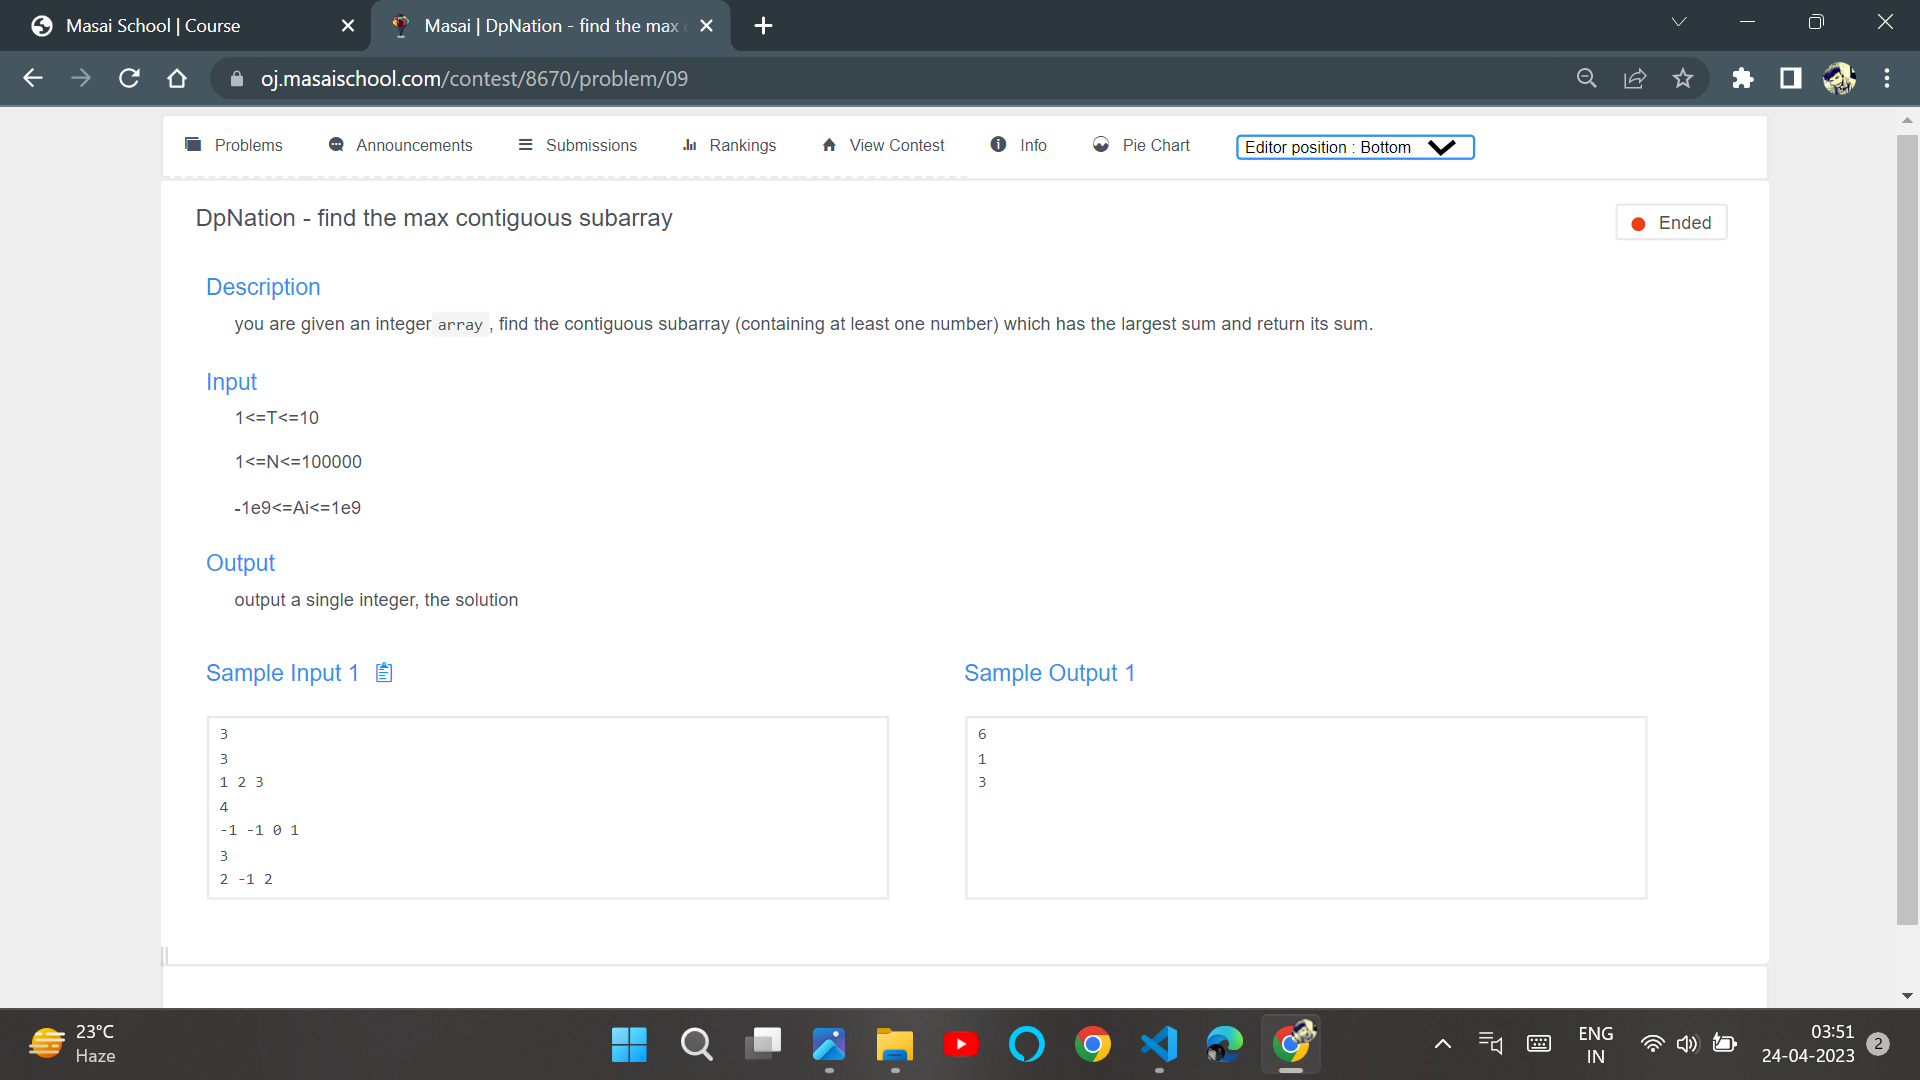 Masai School | Course
Masai | DpNation - find the max
oj.masaischool.com/contest/8670/problem/09
Problems
Announcements
Submissions
Rankings
View Contest
Info
Pie Chart
Editor position : Bottom
DpNation - find the max contiguous subarray
Ended
Description
you are given an integer array , find the contiguous subarray (containing at least one number) which has the largest sum and return its sum.
Input
1<=T<=10
1<=N<=100000
-1e9<=Ai<=1e9
Output
output a single integer, the solution
Sample Input 1
3
3
1 2 3
4
-1 -1 0 1
3
2 -1 2
Sample Output 1
6
1
3
23°C
Haze
ENG
IN
03:51
24-04-2023
2